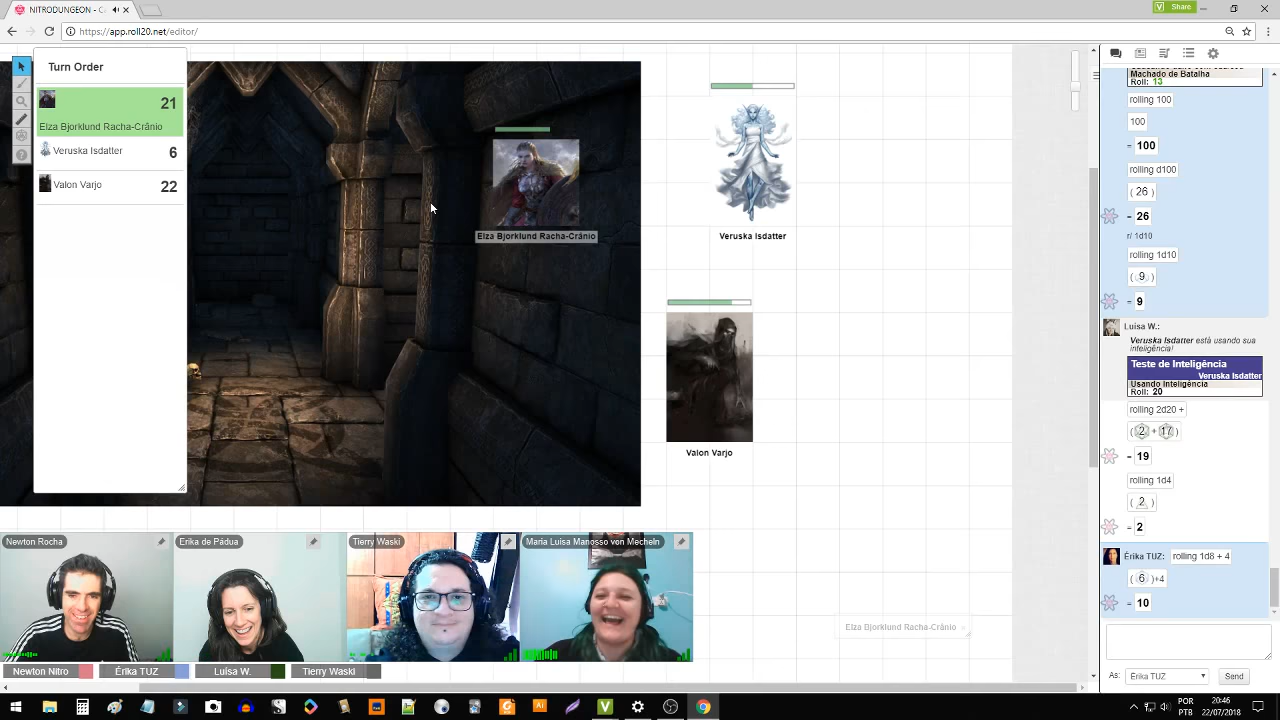 NITRODUNGEON - C
Share
https://app.roll20.net/editor/
Turn Order
21
Elza Bjorklund Racha-Crânio
Veruska Isdatter
6
Valon Varjo
22
Elza Bjorklund Racha-Crânio
Veruska Isdatter
Valon Varjo
Elza Bjorklund Racha-Crânio
Newton Rocha
Erika de Pádua
Tierry Waski
Maria Luisa Manosso von Mecheln
Newton Nitro
Érika TUZ
Luísa W.
Tierry Waski
Machado de Batalha
Roll: 13
rolling 100
100
= 100
rolling d100
( 26 )
= 26
r/ 1d10
rolling 1d10
( 9 )
= 9
Luísa W.:
Veruska Isdatter está usando sua
inteligência!
Teste de Inteligência
Veruska Isdatter
Usando Inteligência
Roll: 20
rolling 2d20 +
( 2 + 17 )
= 19
rolling 1d4
( 2 )
= 2
Érika TUZ: rolling 1d8 + 4
( 6 )+4
= 10
As: Érika TUZ
Send
POR
PTB
20:46
22/07/2018